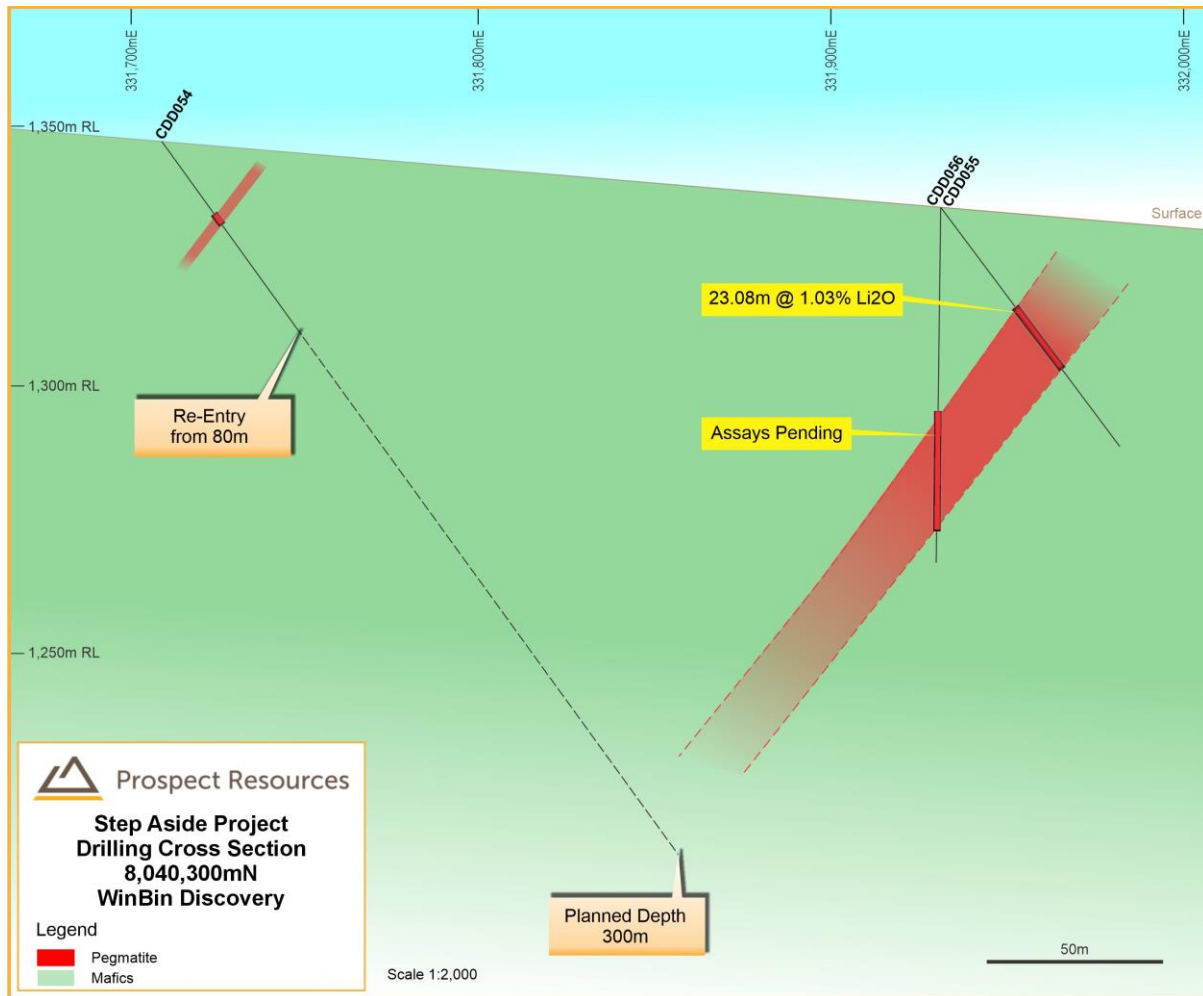 331,700mE
331,800mE
331,900mE
332,000mE
1,350m RL
CDD054
CDD056
CDD055
Surface
23.08m @ 1.03% Li2O
1,300m RL
Re-Entry
from 80m
Assays Pending
1,250m RL
Prospect Resources
Step Aside Project
Drilling Cross Section
8,040,300mN
WinBin Discovery
Legend
Pegmatite
Mafics
Planned Depth
300m
Scale 1:2,000
50m